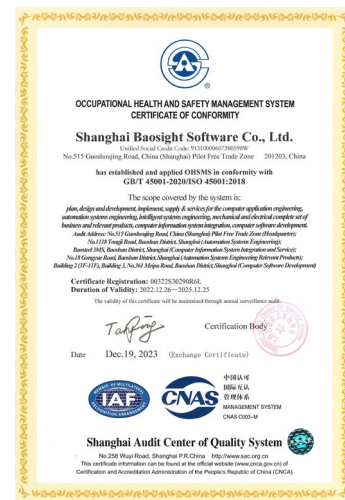 OCCUPATIONAL HEALTH AND SAFETY MANAGEMENT SYSTEM
CERTIFICATE OF CONFORMITY
Shanghai Baosight Software Co., Ltd.
Unified Social Credit Code:
No.515 Guoshoujing Road, China (Shanghai) Pilot Free Trade Zone 201203, China
has established and applied OHSMS in conformity with
GB/T 45001-2020/ISO 45001:2018
The scope covered by the system is:
plan, design and development, implement, supply & services for the computer application engineering,
automation systems engineering, intelligent systems engineering, mechanical and electrical complete set of
business and relevant products, computer information system integration, computer software development.
Audit Address: No.515 Guoshoujing Road, China (Shanghai) Pilot Free Trade Zone (Headquarters);
No.1118 Tongji Road, Baoshan District, Shanghai (Automation Systems Engineering);
Baosteel 3MS, Baoshan District, Shanghai (Computer Information System Integration and Service);
No.18 Gongyue Road, Baoshan District, Shanghai (Automation Systems Engineering Relevant Products);
Building 2 (3F-11F), Building 3, No.361 Meipu Road, Baoshan District, Shanghai (Computer Software Development)
Certificate Registration: 00322S30290R6L
Duration of Validity: 2022.12.26—2025.12.25
The validity of this certificate will be maintained through annual surveillance audit.
Certification Body
Date Dec.19, 2023 (Exchange Certificate)
MEMBER OF MULTILATERAL
IAF
RECOGNITION ARRANGEMENT
CNAS
中国认可
国际互认
管理体系
MANAGEMENT SYSTEM
CNAS C003-M
Shanghai Audit Center of Quality System
No.258 Wuyi Road, Shanghai P.R.China http://www.sac.org.cn
This certificate information can be found at the official website (www.cnca.gov.cn) of
Certification and Accreditation Administration of the People's Republic of China (CNCA)